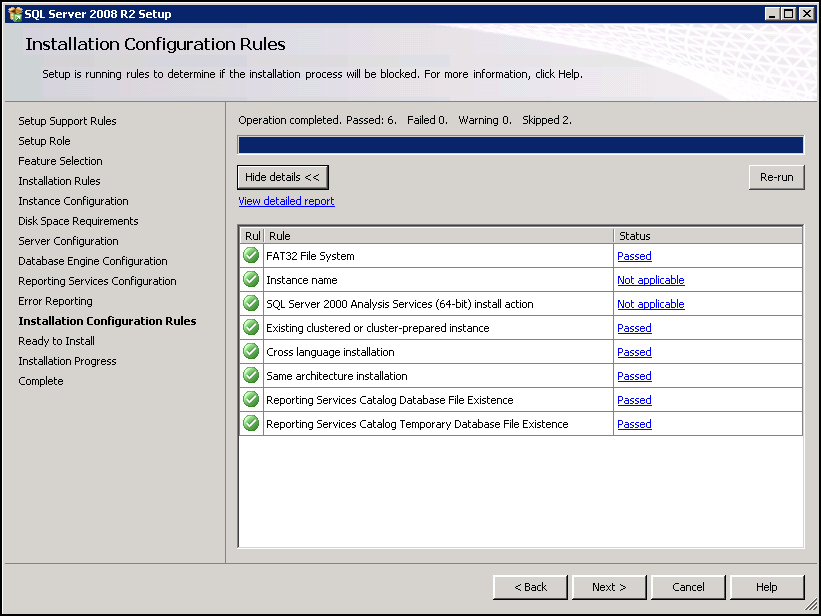 SQL Server 2008 R2 Setup
Installation Configuration Rules
Setup is running rules to determine if the installation process will be blocked. For more information, click Help.
Setup Support Rules
Setup Role
Feature Selection
Installation Rules
Instance Configuration
Disk Space Requirements
Server Configuration
Database Engine Configuration
Reporting Services Configuration
Error Reporting
Installation Configuration Rules
Ready to Install
Installation Progress
Complete
Operation completed. Passed: 6. Failed 0. Warning 0. Skipped 2.
Hide details << Re-run
View detailed report
Rul Rule Status
FAT32 File System Passed
Instance name Not applicable
SQL Server 2000 Analysis Services (64-bit) install action Not applicable
Existing clustered or cluster-prepared instance Passed
Cross language installation Passed
Same architecture installation Passed
Reporting Services Catalog Database File Existence Passed
Reporting Services Catalog Temporary Database File Existence Passed
< Back Next > Cancel Help